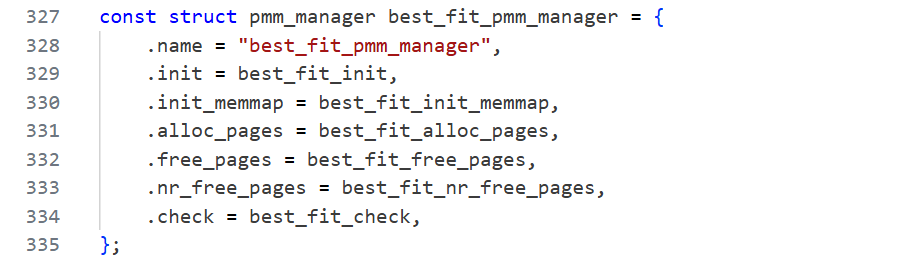 327 const struct pmm_manager best_fit_pmm_manager = {
328     .name = "best_fit_pmm_manager",
329     .init = best_fit_init,
330     .init_memmap = best_fit_init_memmap,
331     .alloc_pages = best_fit_alloc_pages,
332     .free_pages = best_fit_free_pages,
333     .nr_free_pages = best_fit_nr_free_pages,
334     .check = best_fit_check,
335 };